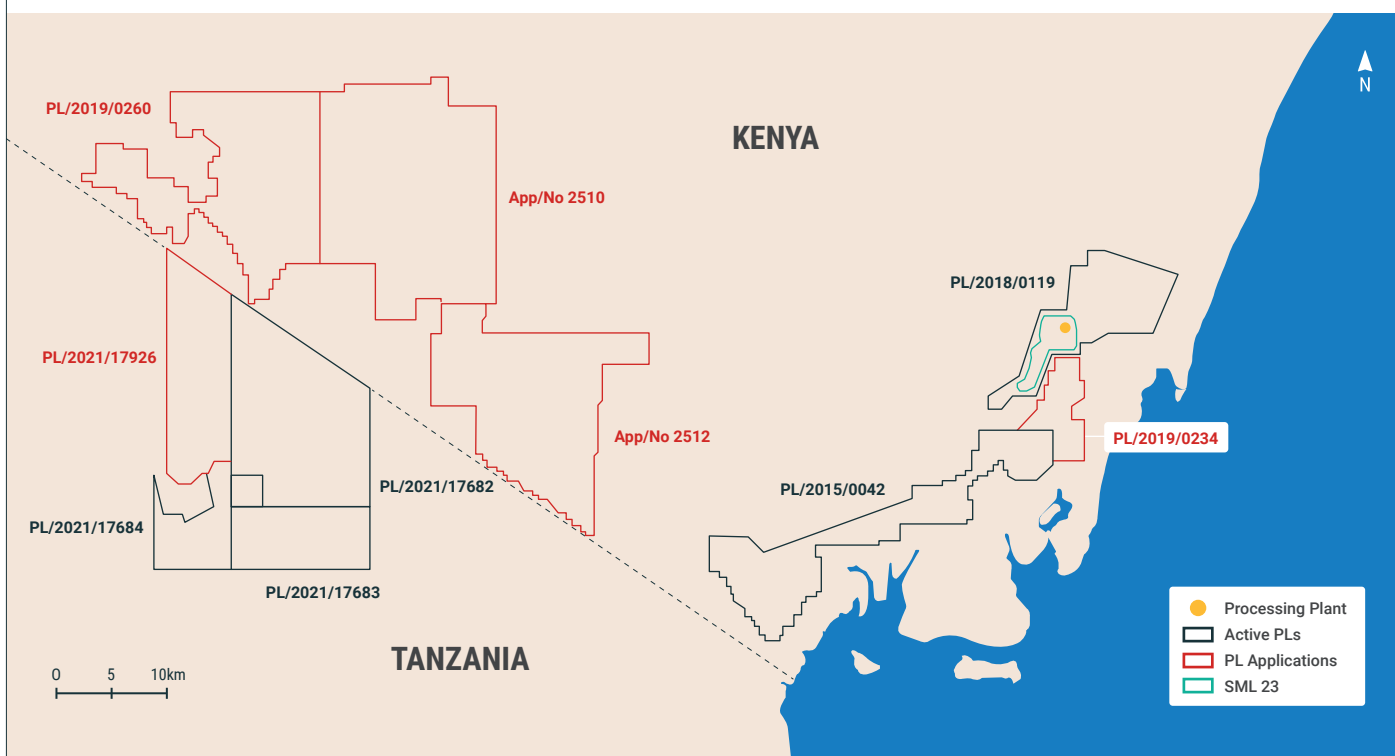 N
PL/2019/0260
KENYA
App/No 2510
PL/2018/0119
PL/2021/17926
App/No 2512
PL/2019/0234
PL/2021/17682
PL/2015/0042
PL/2021/17684
PL/2021/17683
TANZANIA
0 5 10km
Processing Plant
Active PLs
PL Applications
SML 23